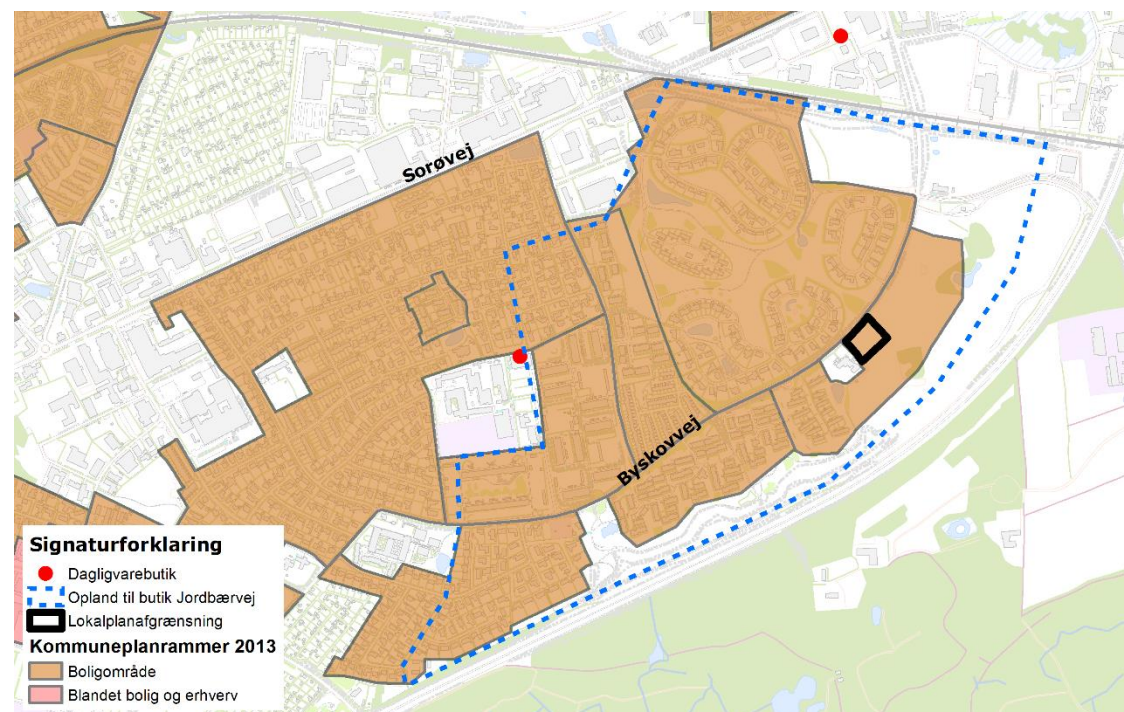 Sorøvej
Byskovvej
Signaturforklaring
Dagligvarebutik
Opland til butik Jordbærvej
Lokalplanafgrænsning
Kommuneplanrammer 2013
Boligområde
Blandet bolig og erhverv